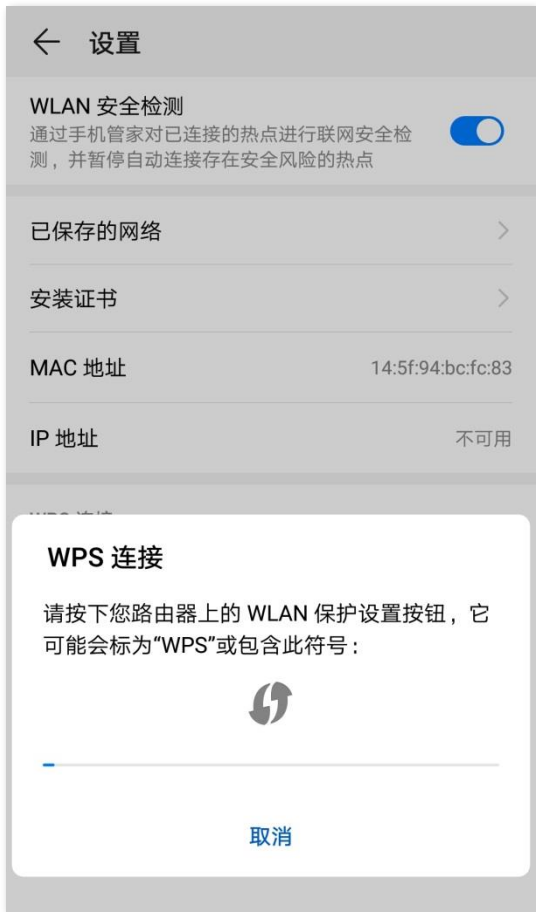 设置
WLAN 安全检测
通过手机管家对已连接的热点进行联网安全检
测，并暂停自动连接存在安全风险的热点
已保存的网络
安装证书
MAC 地址 14:5f:94:bc:fc:83
IP 地址 不可用
WPS 连接
请按下您路由器上的 WLAN 保护设置按钮，它
可能会标为“WPS”或包含此符号：
取消